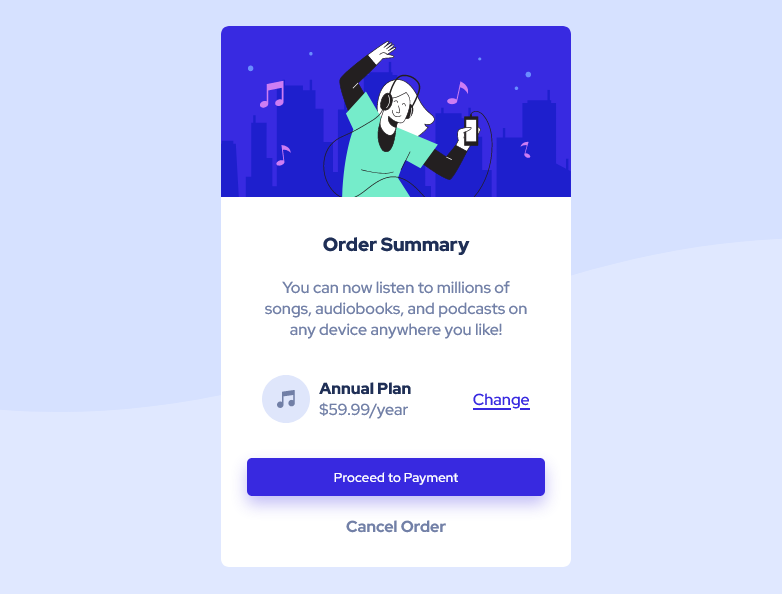 Order Summary
You can now listen to millions of
songs, audiobooks, and podcasts on
any device anywhere you like!
Annual Plan
$59.99/year
Change
Proceed to Payment
Cancel Order